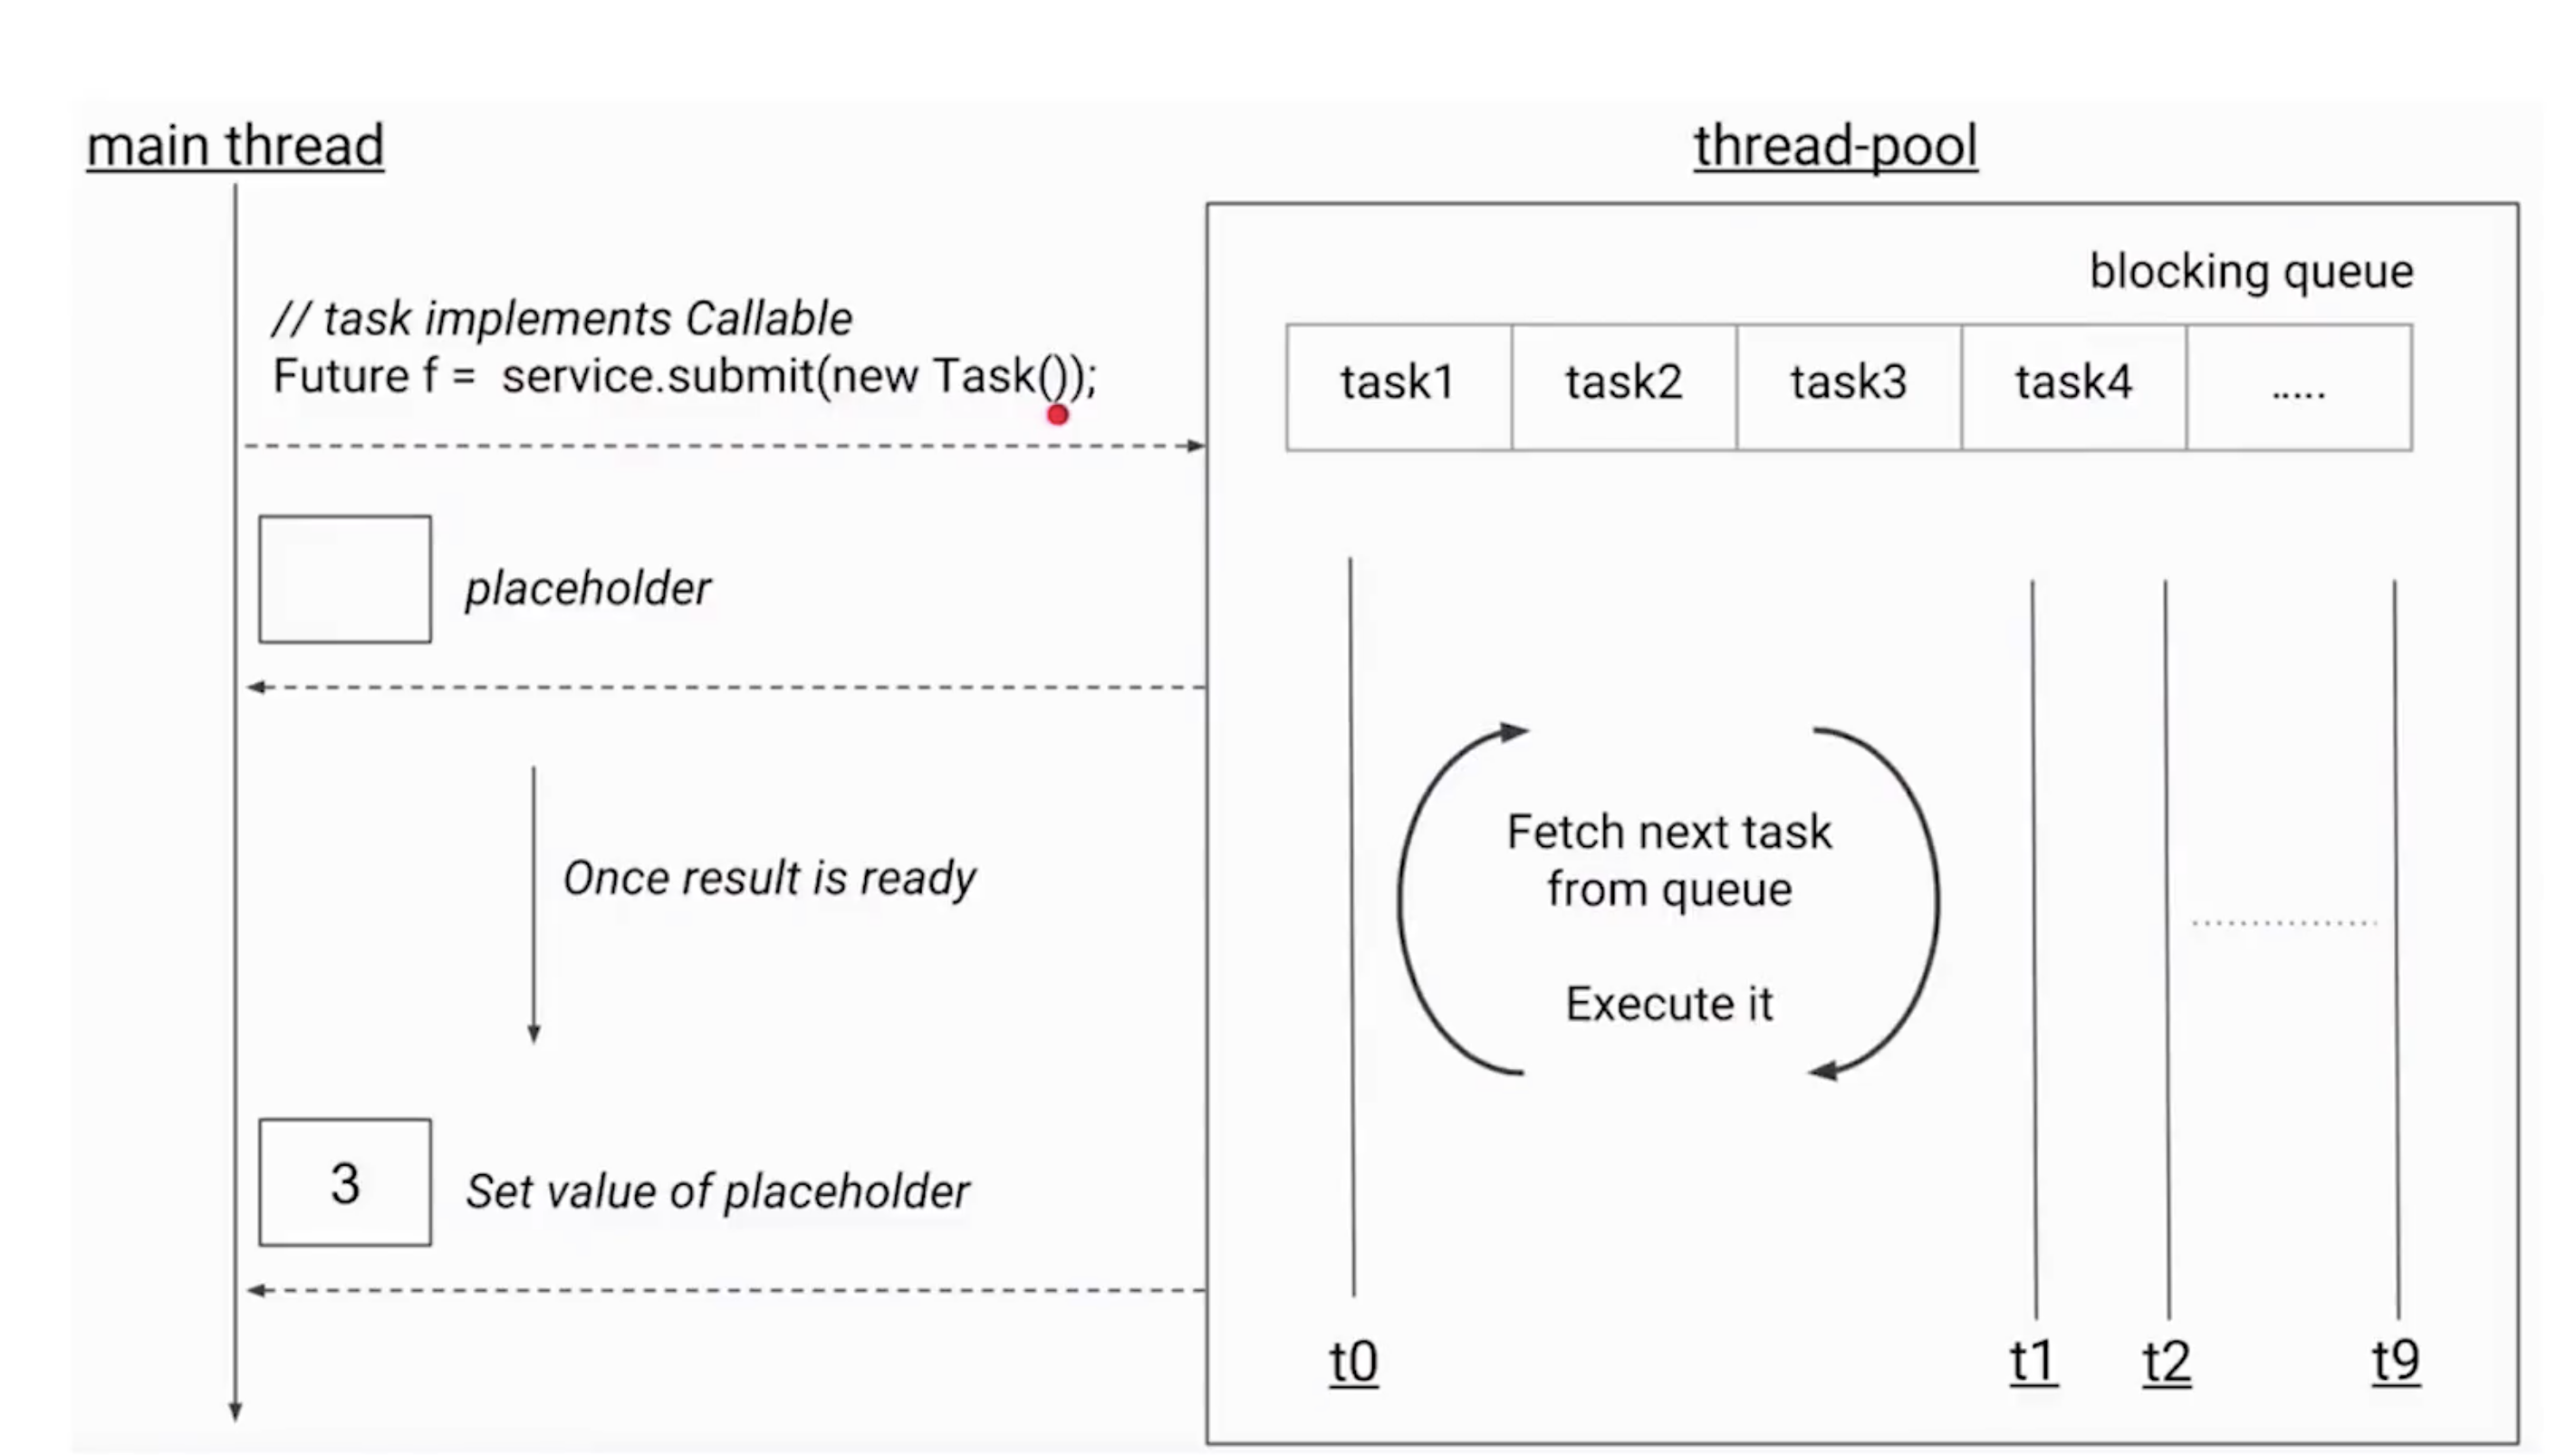 main thread
thread-pool
// task implements Callable
Future f =  service.submit(new Task());
blocking queue
task1
task2
task3
task4
.....
placeholder
Once result is ready
Fetch next task
from queue
Execute it
3
Set value of placeholder
t0
t1
t2
t9